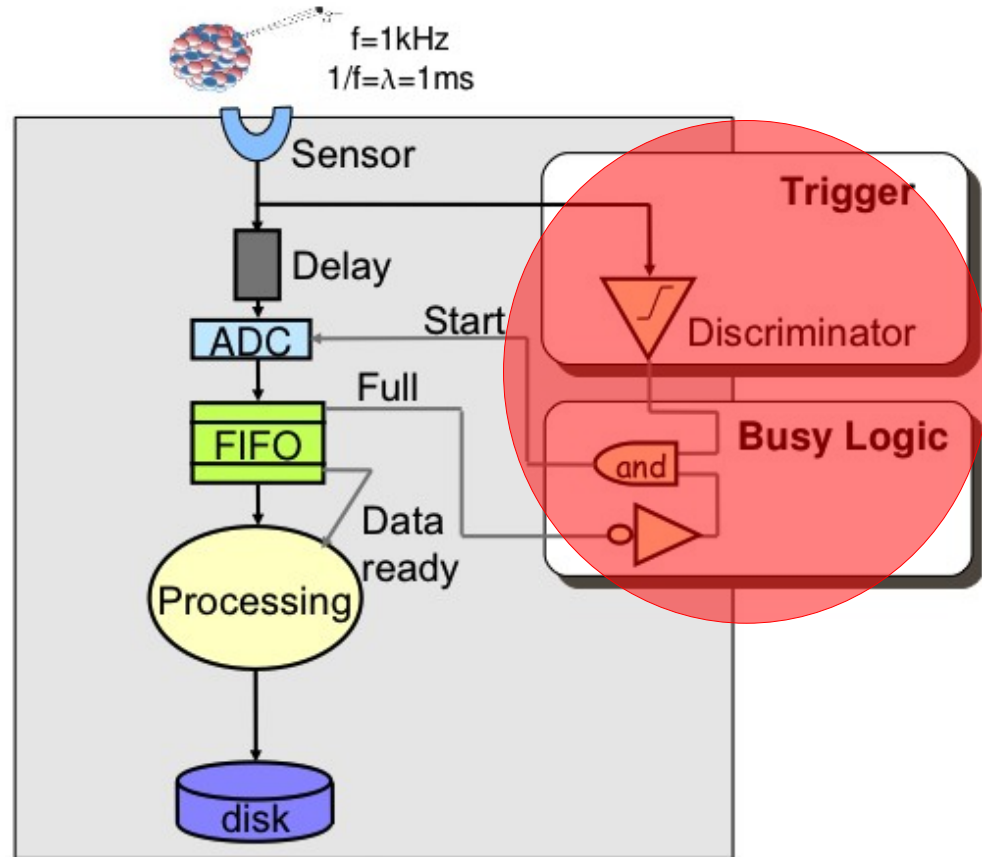 f=1kHz
1/f=λ=1ms
Sensor
Trigger
Delay
Start
Discriminator
ADC
Full
Busy Logic
FIFO
and
Data
ready
Processing
disk